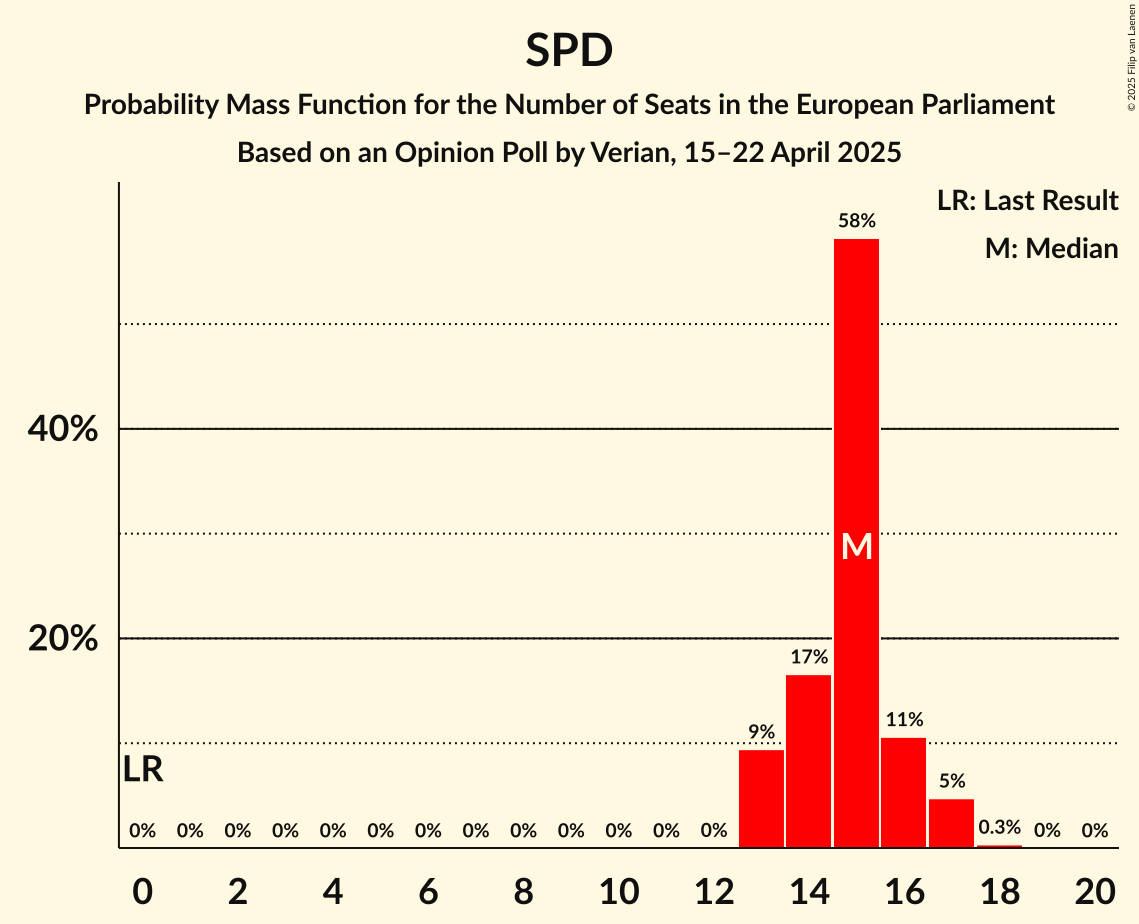 SPD
Probability Mass Function for the Number of Seats in the European Parliament
Based on an Opinion Poll by Verian, 15–22 April 2025
© 2025 Filip van Laenen
LR: Last Result
M: Median
58%
40%
M
20%
17%
11%
9%
5%
LR
0% 0% 0% 0% 0% 0% 0% 0% 0% 0% 0% 0% 0% 0.3% 0% 0%
0 2 4 6 8 10 12 14 16 18 20